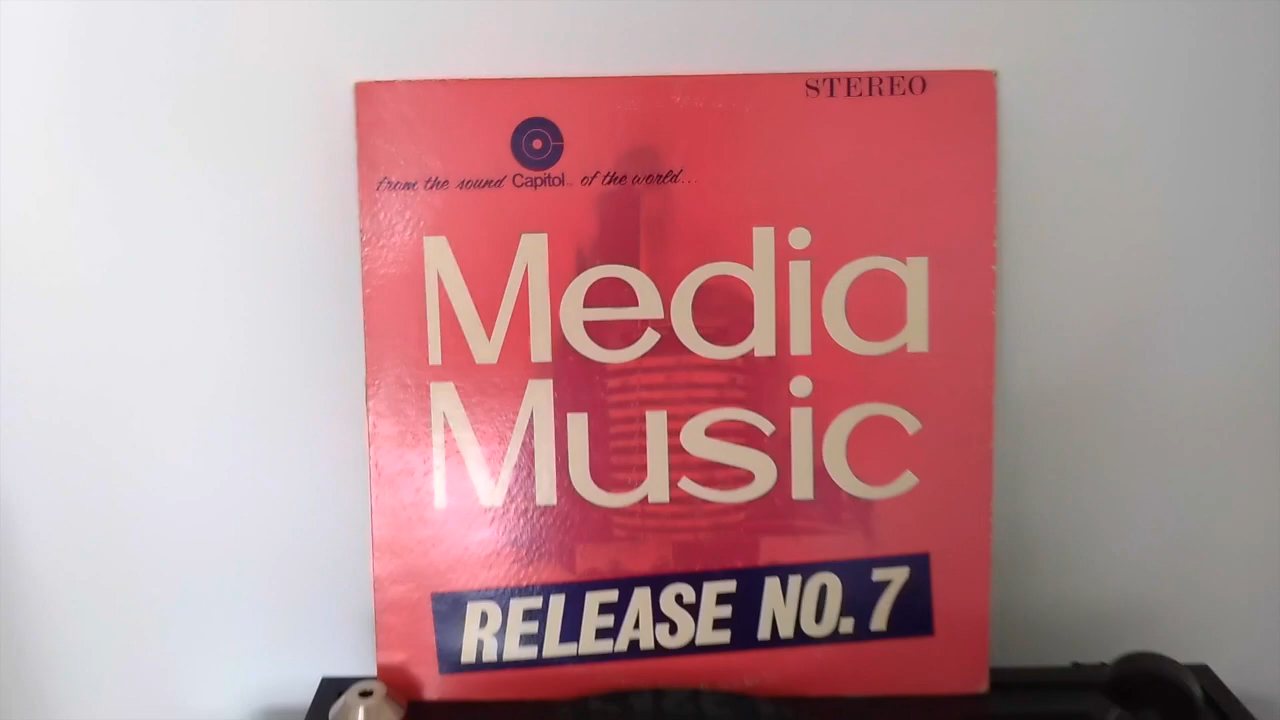 STEREO
from the sound Capitol of the world...
Media
Music
RELEASE NO. 7